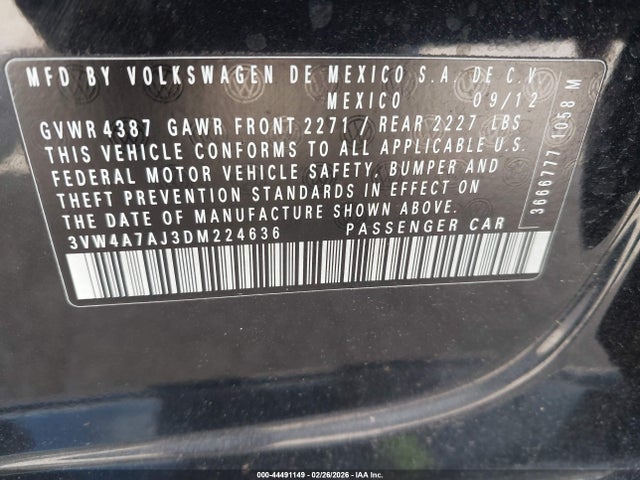 MFD BY VOLKSWAGEN DE MEXICO S.A. DE C.V.
MEXICO 09/12
GVWR 4387 GAWR FRONT 2271 / REAR 2227 LBS
THIS VEHICLE CONFORMS TO ALL APPLICABLE U.S.
FEDERAL MOTOR VEHICLE SAFETY, BUMPER AND
THEFT PREVENTION STANDARDS IN EFFECT ON
THE DATE OF MANUFACTURE SHOWN ABOVE.
3VW4A7AJ3DM224636 PASSENGER CAR
36667771058 M
000-44491149 | 02/26/2026 - IAA Inc.